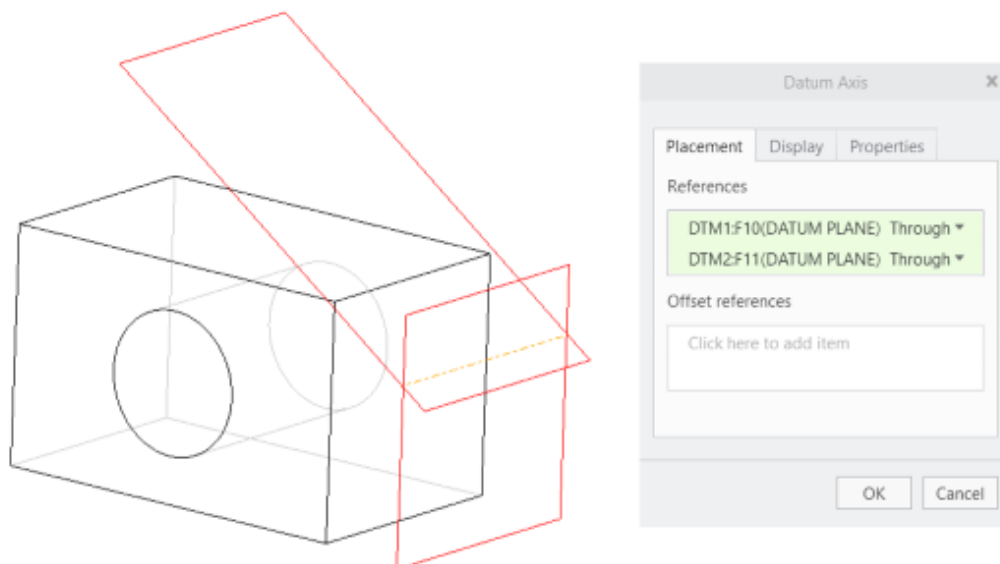 Datum Axis
Placement Display Properties
References
DTM1:F10(DATUM PLANE) Through
DTM2:F11(DATUM PLANE) Through
Offset references
Click here to add item
OK Cancel